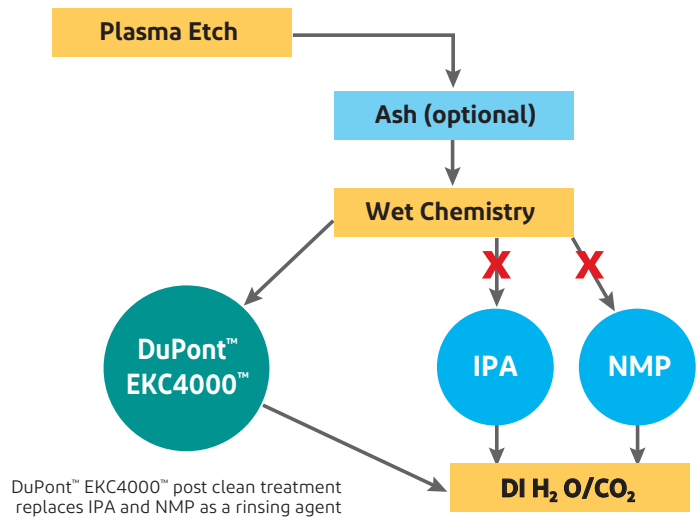 Plasma Etch
Ash (optional)
Wet Chemistry
X X
DuPont™
EKC4000™
IPA
NMP
DuPont™ EKC4000™ post clean treatment
replaces IPA and NMP as a rinsing agent
DI H₂ O/CO₂